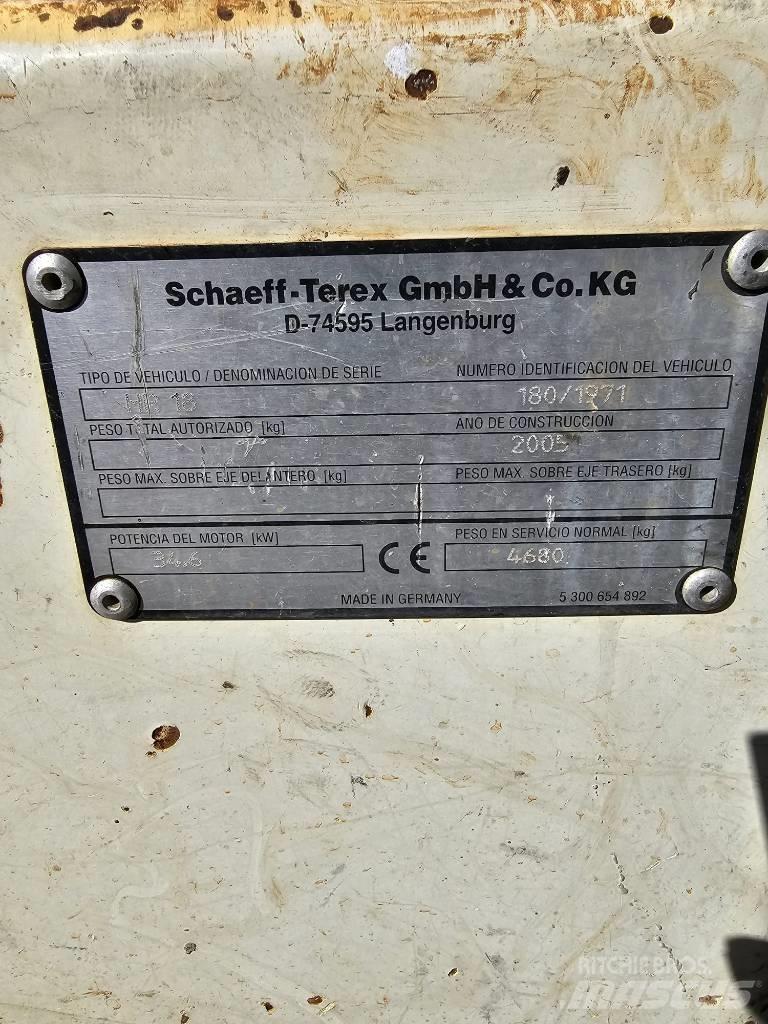 Schaeff-Terex GmbH & Co. KG
D-74595 Langenburg
TIPO DE VEHICULO / DENOMINACION DE SERIE NUMERO IDENTIFICACION DEL VEHICULO
HR 18 180/1971
PESO TOTAL AUTORIZADO [kg] ANO DE CONSTRUCCION
2005
PESO MAX. SOBRE EJE DELANTERO [kg] PESO MAX. SOBRE EJE TRASERO [kg]
POTENCIA DEL MOTOR [kW] PESO EN SERVICIO NORMAL [kg]
34.6 CE 4680
MADE IN GERMANY 5 300 654 892
RITCHIE BROS.
MASCUS